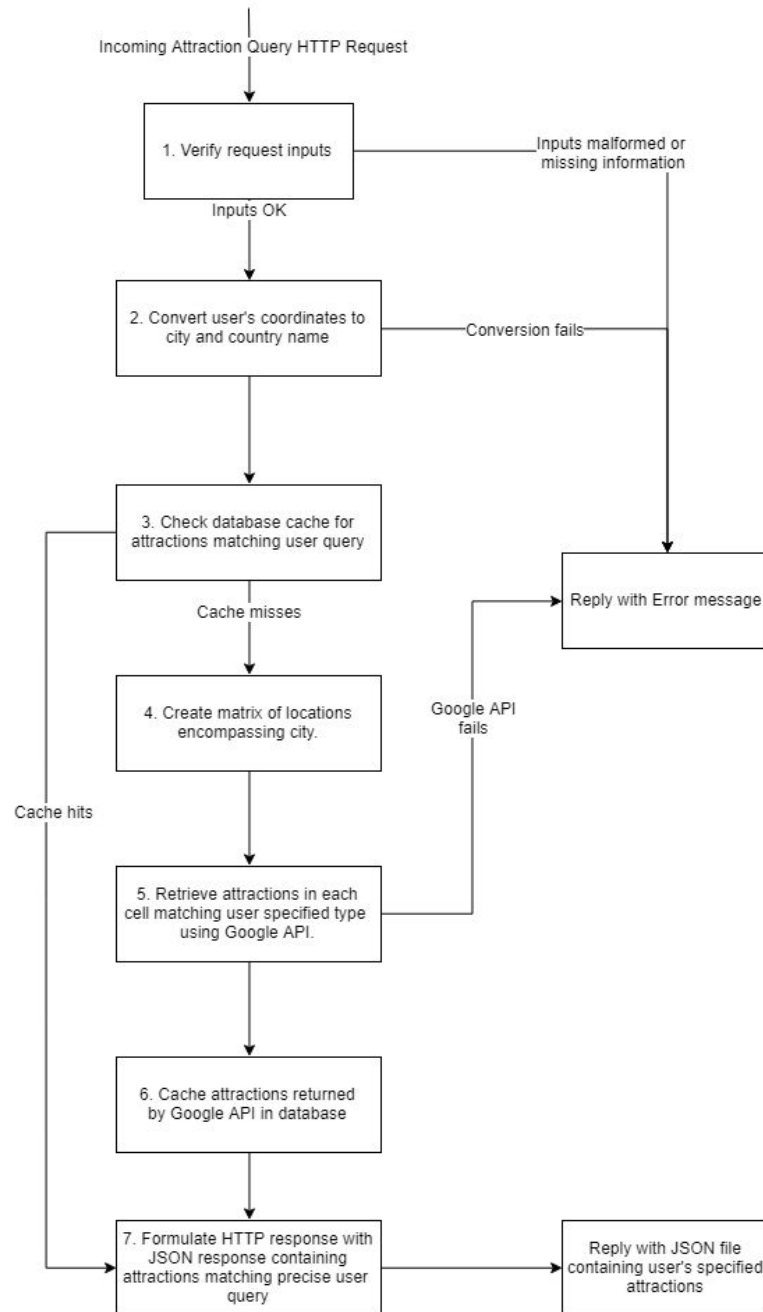 Incoming Attraction Query HTTP Request
1. Verify request inputs
Inputs malformed or
missing information
Inputs OK
2. Convert user's coordinates to
city and country name
Conversion fails
3. Check database cache for
attractions matching user query
Reply with Error message
Cache misses
4. Create matrix of locations
encompassing city.
Google API
fails
Cache hits
5. Retrieve attractions in each
cell matching user specified type
using Google API.
6. Cache attractions returned
by Google API in database
7. Formulate HTTP response with
JSON response containing
attractions matching precise user
query
Reply with JSON file
containing user's specified
attractions